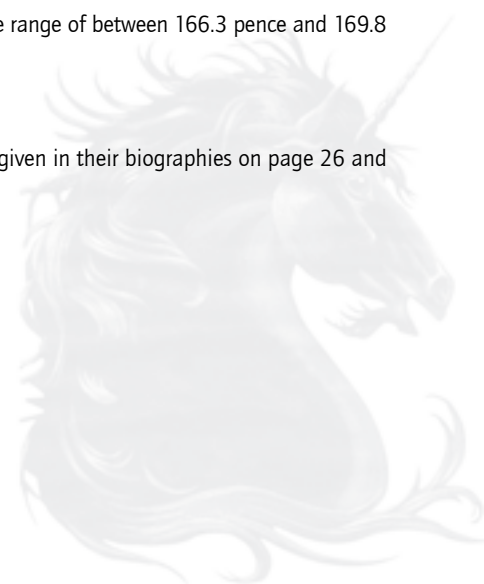 range of between 166.3 pence and 169.8
given in their biographies on page 26 and